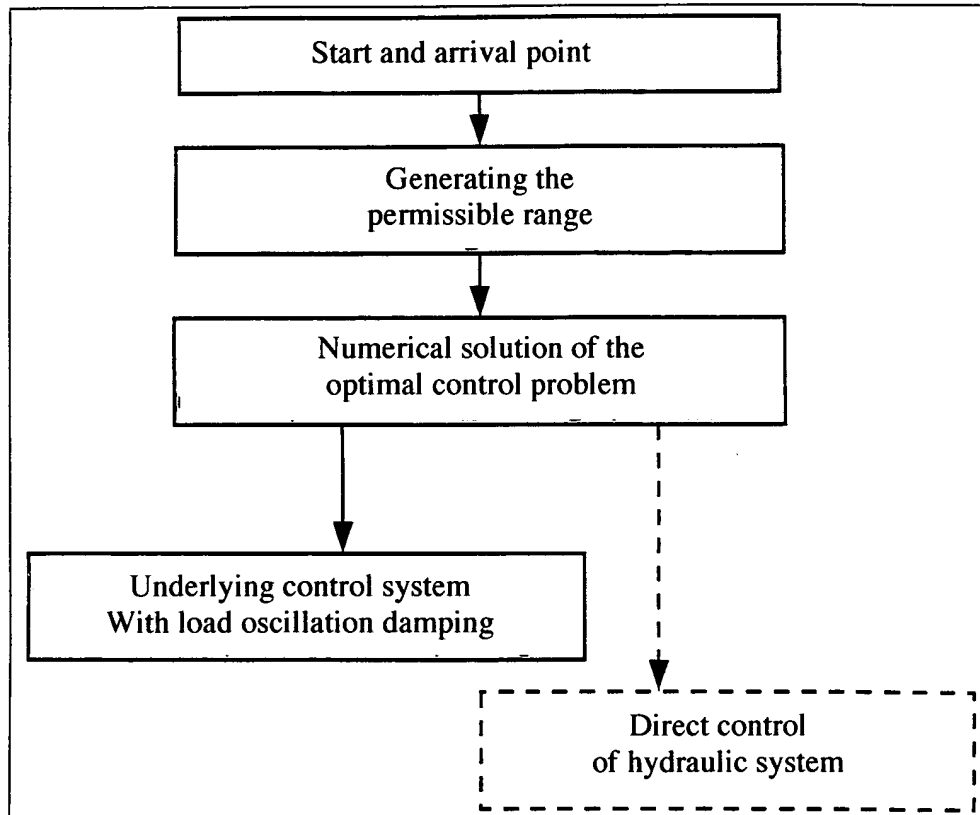 Start and arrival point
Generating the
permissible range
Numerical solution of the
optimal control problem
Underlying control system
With load oscillation damping
Direct control
of hydraulic system